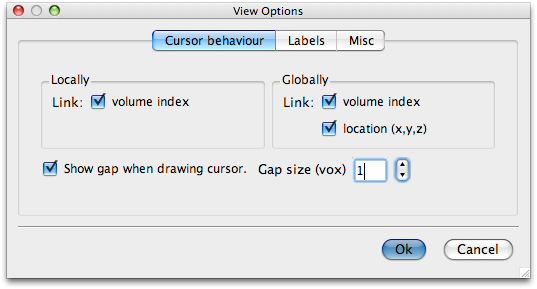 View Options
Cursor behaviour Labels Misc
Locally Globally
Link: volume index Link: volume index
location (x,y,z)
Show gap when drawing cursor. Gap size (vox) 1
Ok Cancel